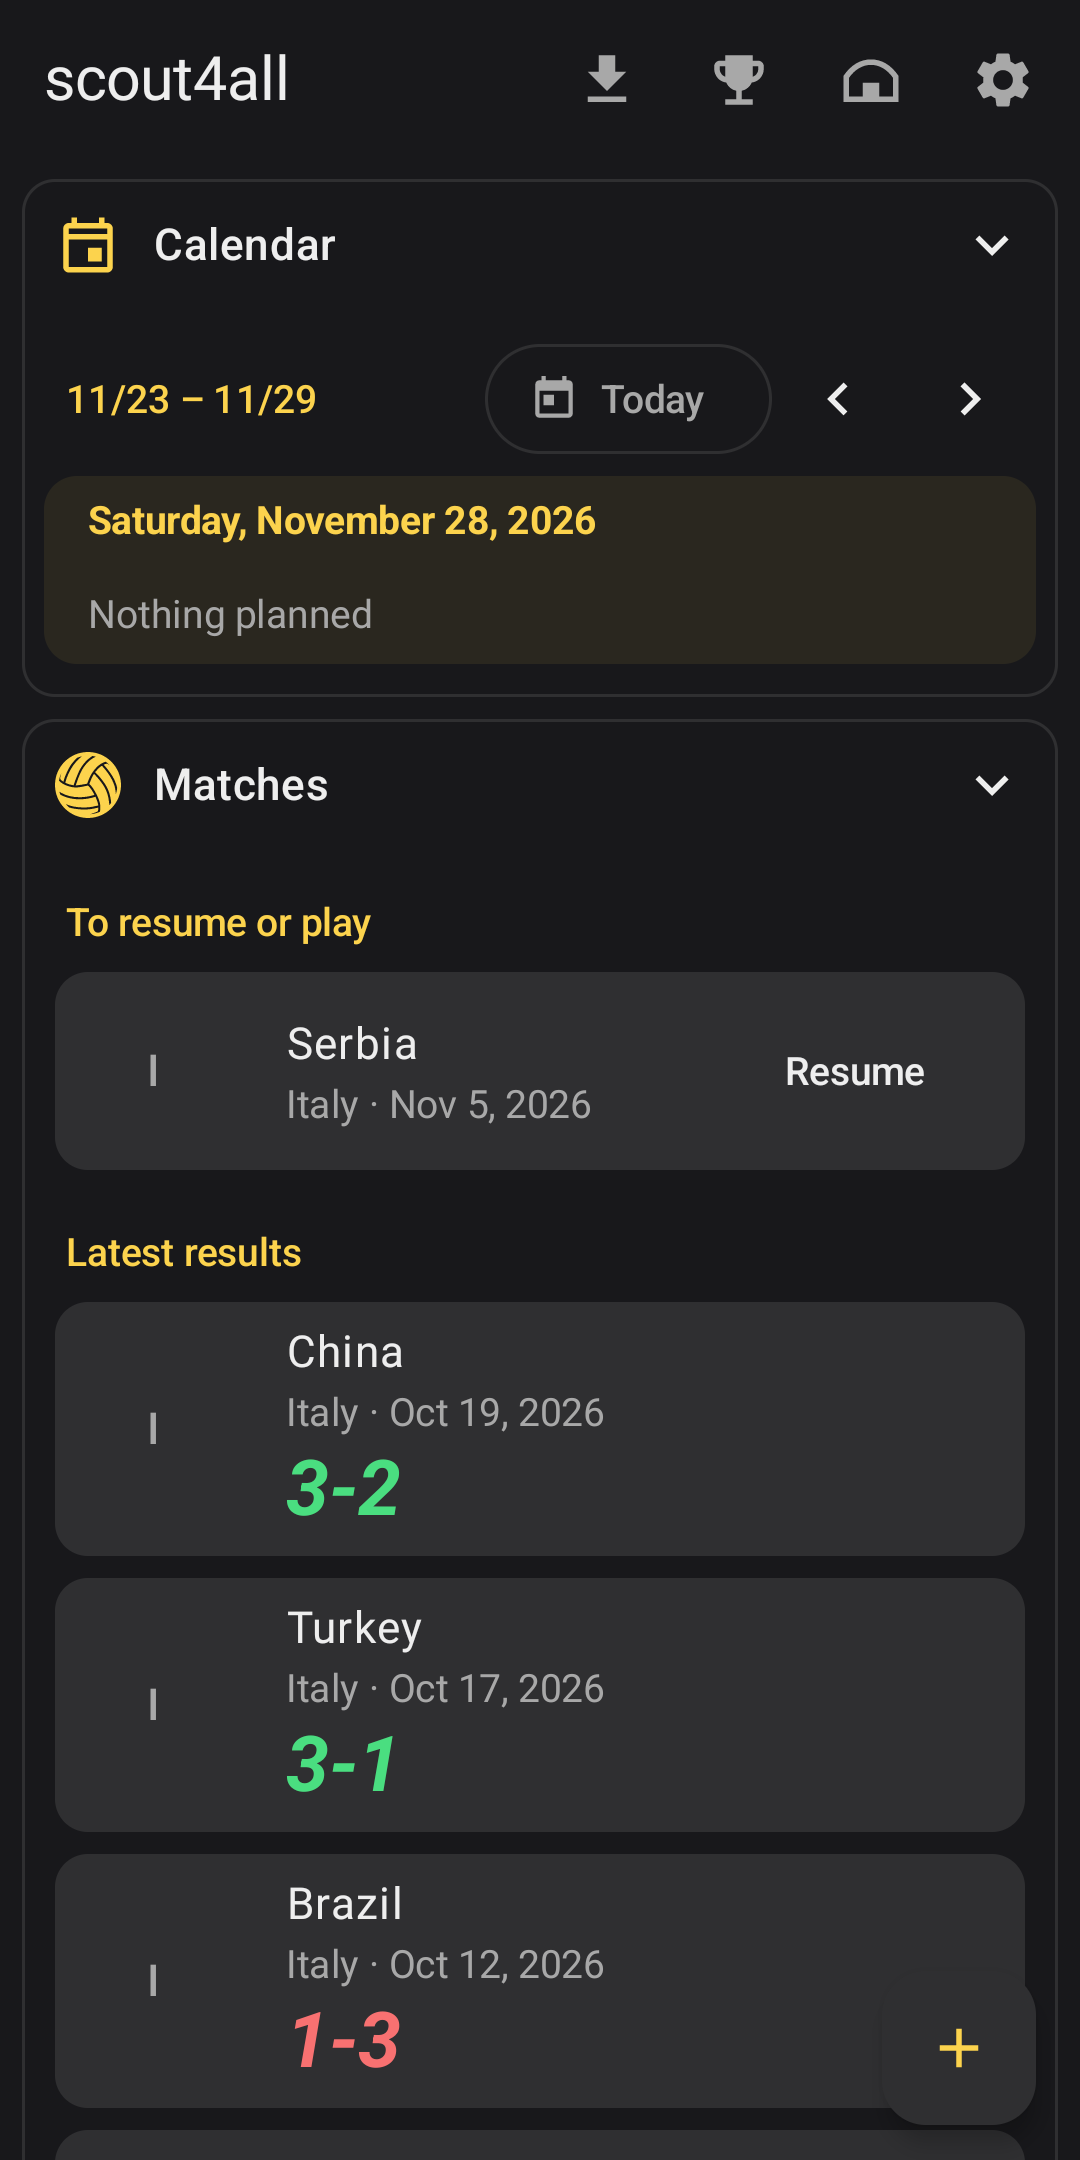 scout4all
Calendar
11/23 – 11/29
Today
Saturday, November 28, 2026
Nothing planned
Matches
To resume or play
I
Serbia
Italy · Nov 5, 2026
Resume
Latest results
I
China
Italy · Oct 19, 2026
3-2
I
Turkey
Italy · Oct 17, 2026
3-1
I
Brazil
Italy · Oct 12, 2026
1-3